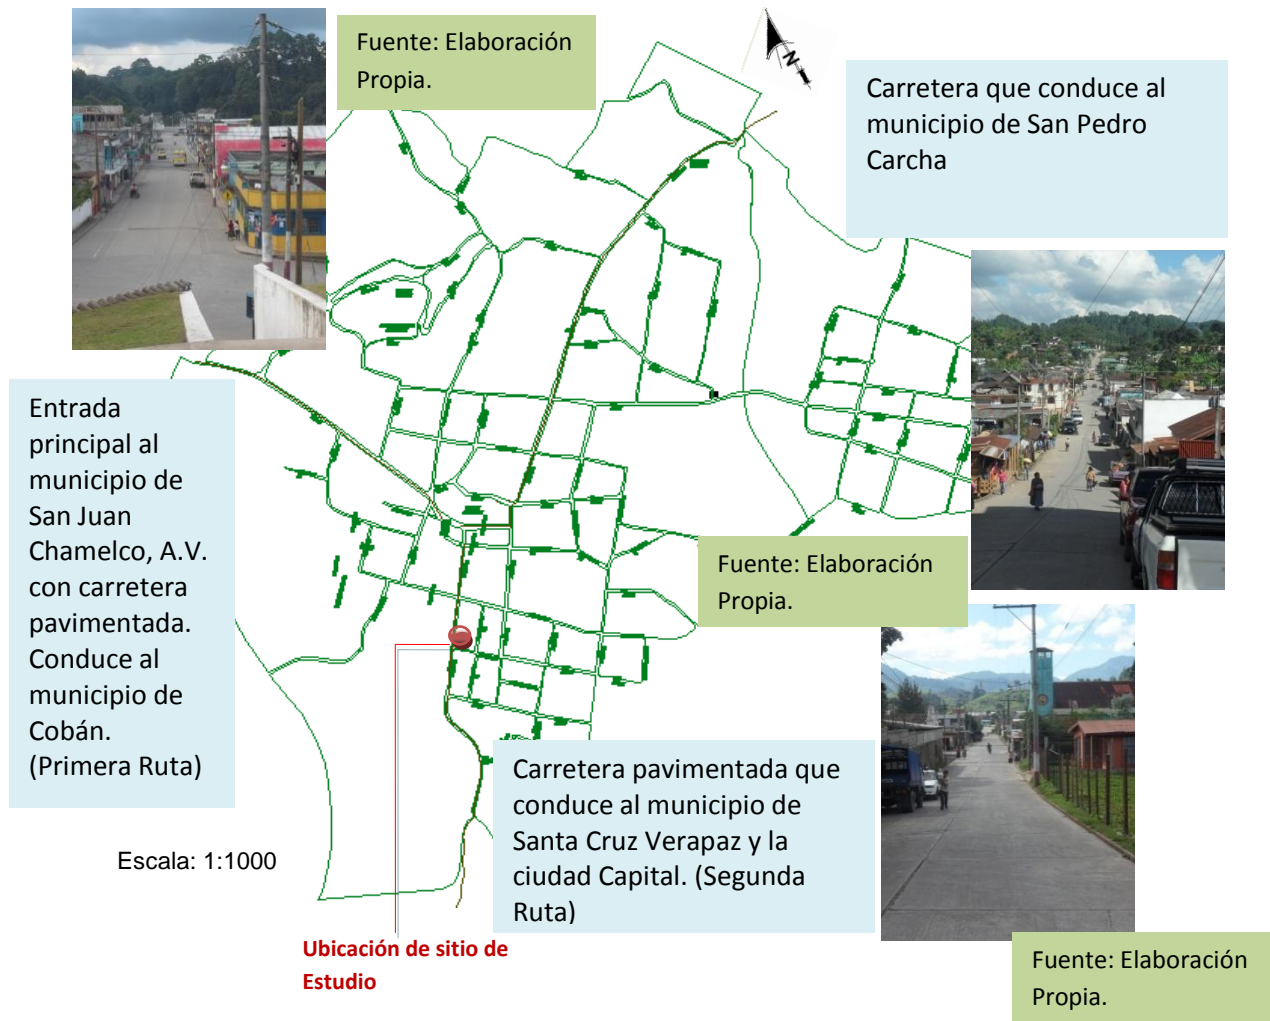 Fuente: Elaboración
Propia.
N
Carretera que conduce al
municipio de San Pedro
Carcha
Entrada
principal al
municipio de
San Juan
Chamelco, A.V.
con carretera
pavimentada.
Conduce al
municipio de
Cobán.
(Primera Ruta)
Fuente: Elaboración
Propia.
Carretera pavimentada que
conduce al municipio de
Santa Cruz Verapaz y la
ciudad Capital. (Segunda
Ruta)
Escala: 1:1000
Ubicación de sitio de
Estudio
Fuente: Elaboración
Propia.